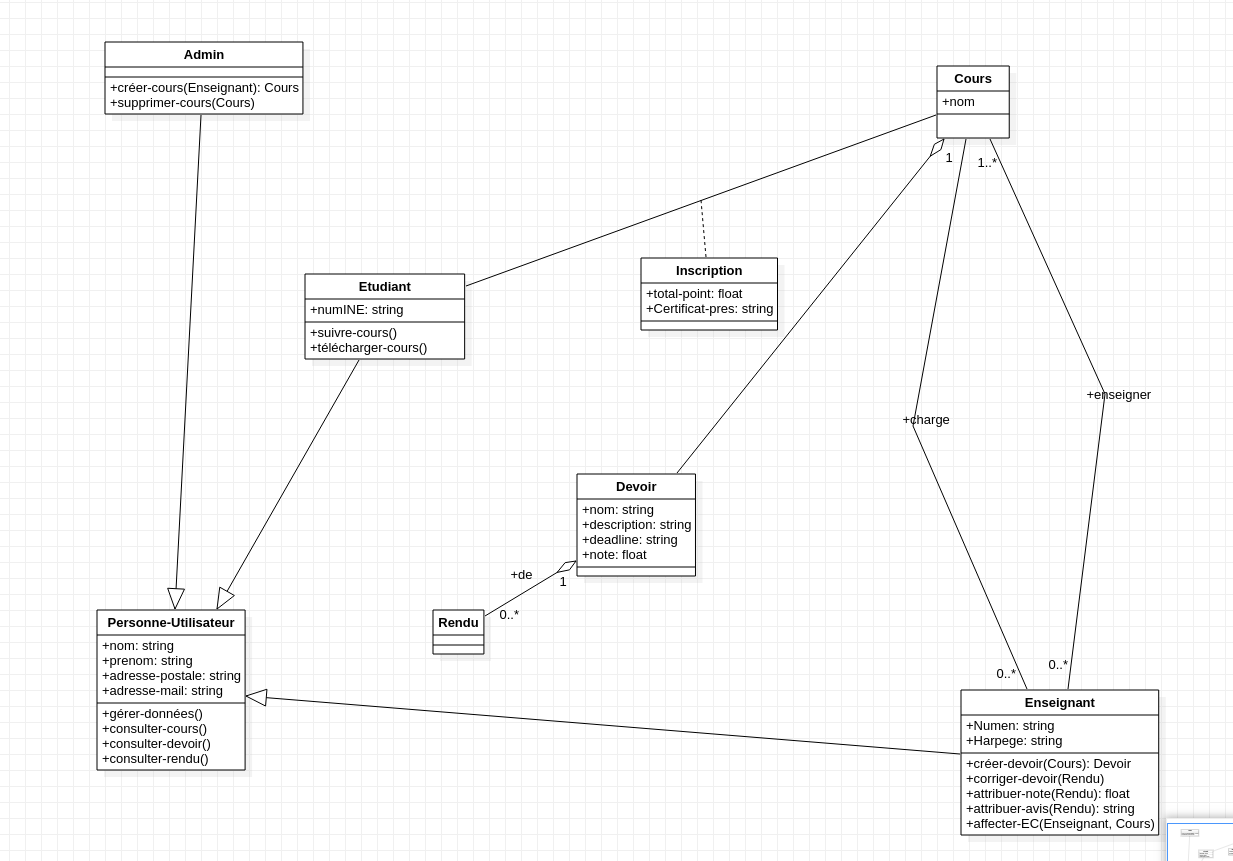 Admin
+créer-cours(Enseignant): Cours
+supprimer-cours(Cours)
Cours
+nom
1
1..*
Etudiant
+numINE: string
+suivre-cours()
+télécharger-cours()
Inscription
+total-point: float
+Certificat-pres: string
+charge
+enseigner
Devoir
+nom: string
+description: string
+deadline: string
+note: float
+de
1
0..*
Rendu
Personne-Utilisateur
+nom: string
+prenom: string
+adresse-postale: string
+adresse-mail: string
+gérer-données()
+consulter-cours()
+consulter-devoir()
+consulter-rendu()
0..*
0..*
Enseignant
+Numen: string
+Harpege: string
+créer-devoir(Cours): Devoir
+corriger-devoir(Rendu)
+attribuer-note(Rendu): float
+attribuer-avis(Rendu): string
+affecter-EC(Enseignant, Cours)